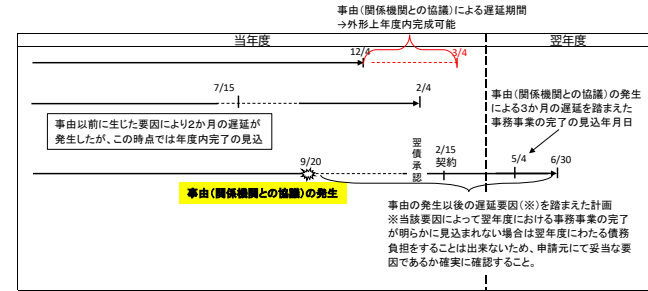 事由(関係機関との協議)による遅延期間
→外形上年度内完成可能
当年度
翌年度
12/4
3/4
7/15
2/4
事由(関係機関との協議)の発生
による3か月の遅延を踏まえた
事務事業の完了の見込年月日
事由以前に生じた要因により2か月の遅延が
発生したが、この時点では年度内完了の見込
翌債承認
2/15
契約
9/20
5/4
6/30
事由(関係機関との協議)の発生
事由の発生以後の遅延要因(※)を踏まえた計画
※当該要因によって翌年度における事務事業の完了
が明らかに見込まれない場合は翌年度にわたる債務
負担をすることは出来ないため、申請元にて妥当な要
因であるか確実に確認すること。